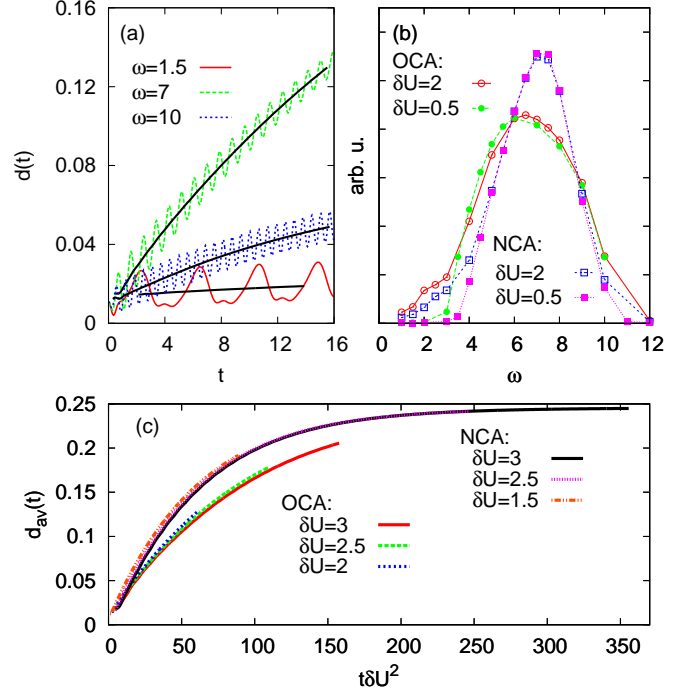 (a)
ω=1.5
ω=7
ω=10
d(t)
0.16
0.12
0.08
0.04
0
0 4 8 12 16
t
(b)
OCA:
δU=2
δU=0.5
NCA:
δU=2
δU=0.5
arb. u.
0 2 4 6 8 10 12
ω
(c)
NCA:
δU=3
δU=2.5
δU=1.5
OCA:
δU=3
δU=2.5
δU=2
d_av(t)
0.25
0.2
0.15
0.1
0.05
0
0 50 100 150 200 250 300 350
tδU²